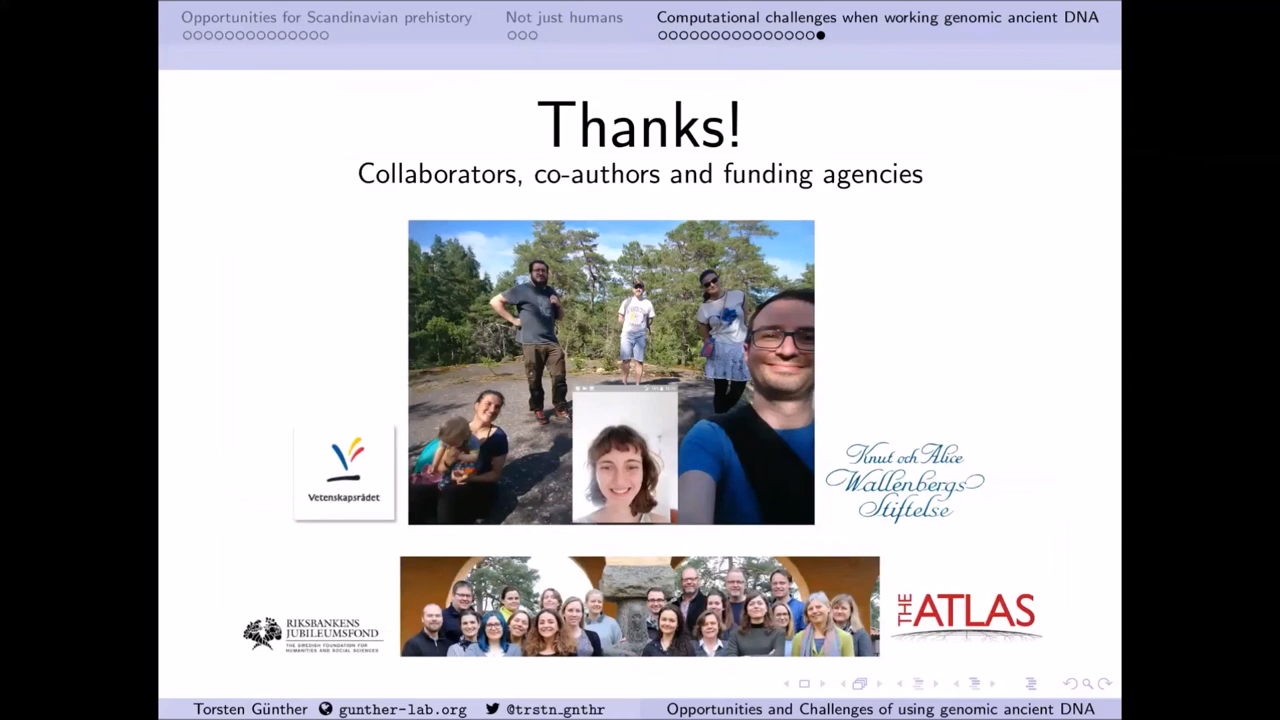 Opportunities for Scandinavian prehistory
Not just humans
Computational challenges when working genomic ancient DNA
Thanks!
Collaborators, co-authors and funding agencies
Vetenskapsrådet
Knut och Alice
Wallenbergs
Stiftelse
RIKSBANKENS
JUBILEUMSFOND
THE SWEDISH FOUNDATION FOR
HUMANITIES AND SOCIAL SCIENCES
THE ATLAS
Torsten Günther gunther-lab.org @trstn_gnthr
Opportunities and Challenges of using genomic ancient DNA